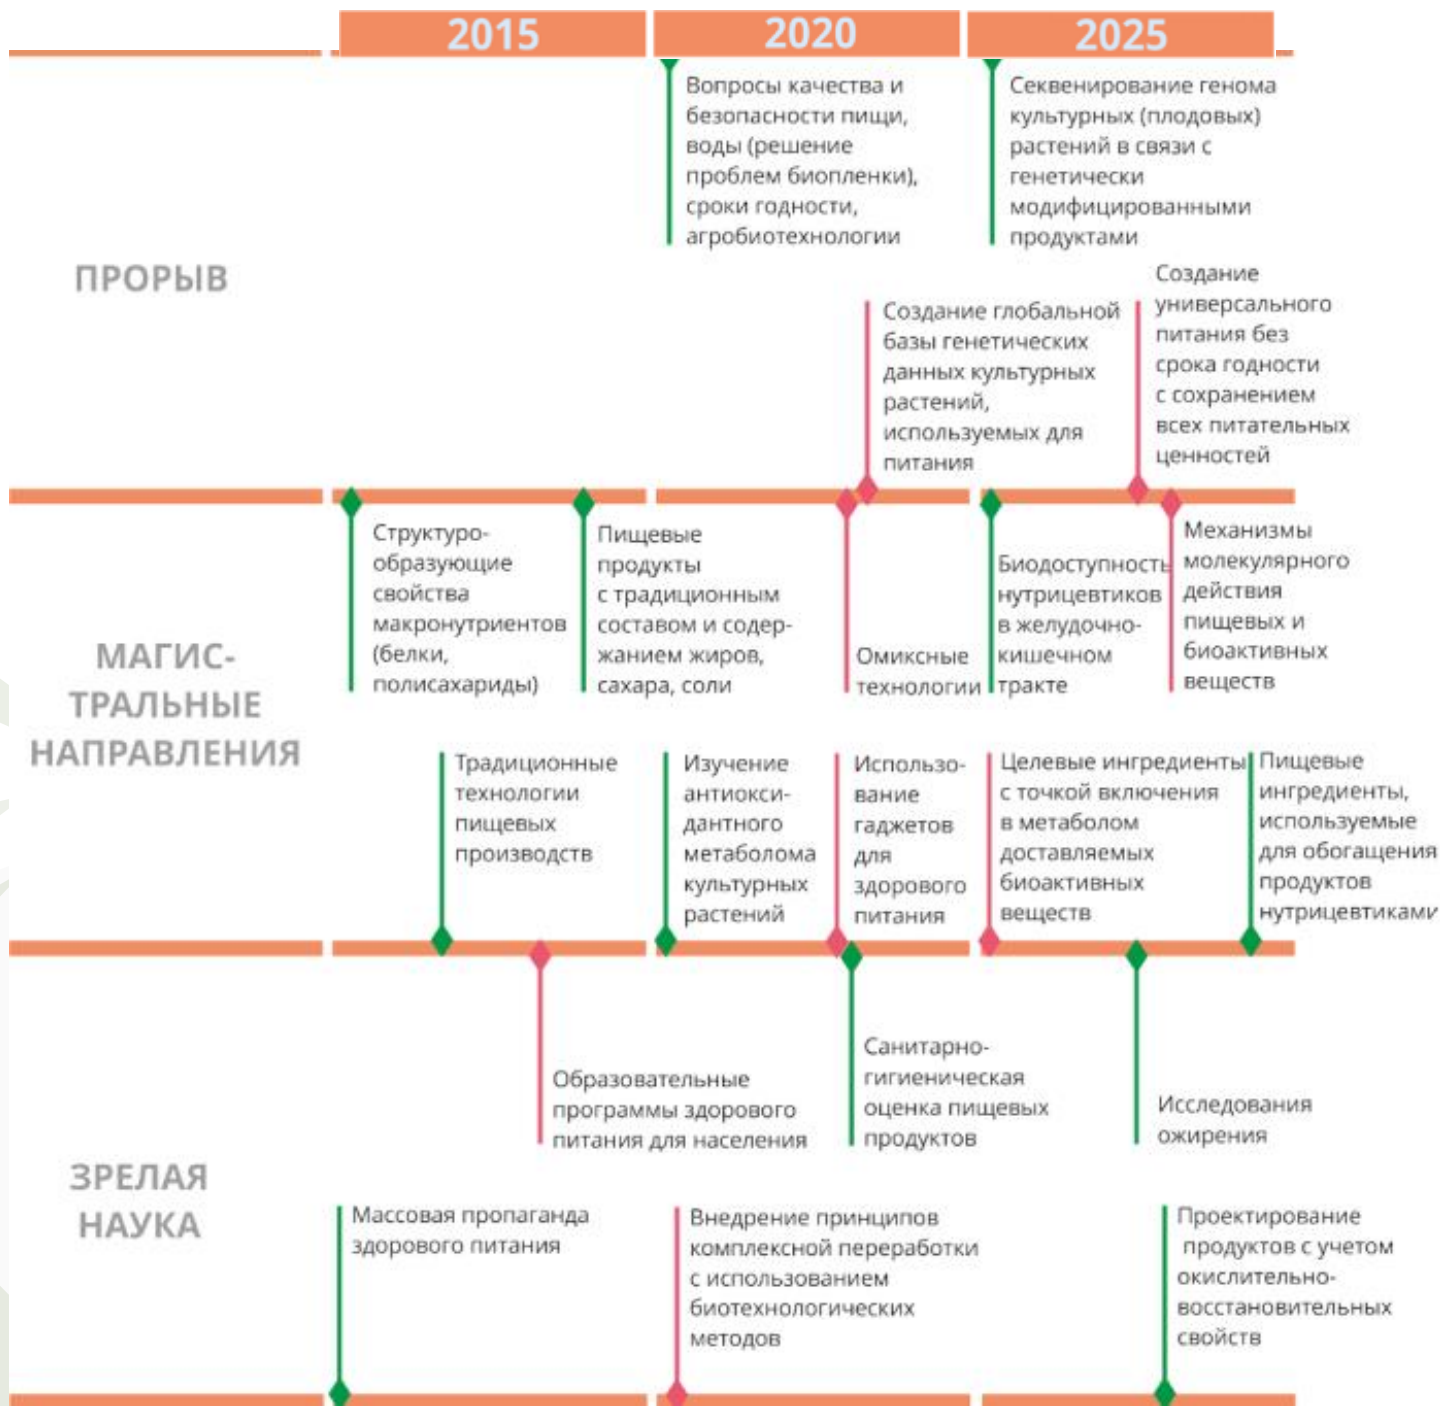 2015
2020
2025
ПРОРЫВ
Вопросы качества и
безопасности пищи,
воды (решение
проблем биопленки),
сроки годности,
агробиотехнологии
Секвенирование генома
культурных (плодовых)
растений в связи с
генетически
модифицированными
продуктами
Создание глобальной
базы генетических
данных культурных
растений,
используемых для
питания
Создание
универсального
питания без
срока годности
с сохранением
всех питательных
ценностей
МАГИС-
ТРАЛЬНЫЕ
НАПРАВЛЕНИЯ
Структуро-
образующие
свойства
макронутриентов
(белки,
полисахариды)
Пищевые
продукты
с традиционным
составом и содер-
жанием жиров,
сахара, соли
Омиксные
технологии
Биодоступность
нутрицевтиков
в желудочно-
кишечном
тракте
Механизмы
молекулярного
действия
пищевых и
биоактивных
веществ
Традиционные
технологии
пищевых
производств
Изучение
антиокси-
дантного
метаболома
культурных
растений
Использо-
вание
гаджетов
для
здорового
питания
Целевые ингредиенты
с точкой включения
в метаболом
доставляемых
биоактивных
веществ
Пищевые
ингредиенты,
используемые
для обогащения
продуктов
нутрицевтиками
ЗРЕЛАЯ
НАУКА
Образовательные
программы здорового
питания для населения
Санитарно-
гигиеническая
оценка пищевых
продуктов
Исследования
ожирения
Массовая пропаганда
здорового питания
Внедрение принципов
комплексной переработки
с использованием
биотехнологических
методов
Проектирование
продуктов с учетом
окислительно-
восстановительных
свойств